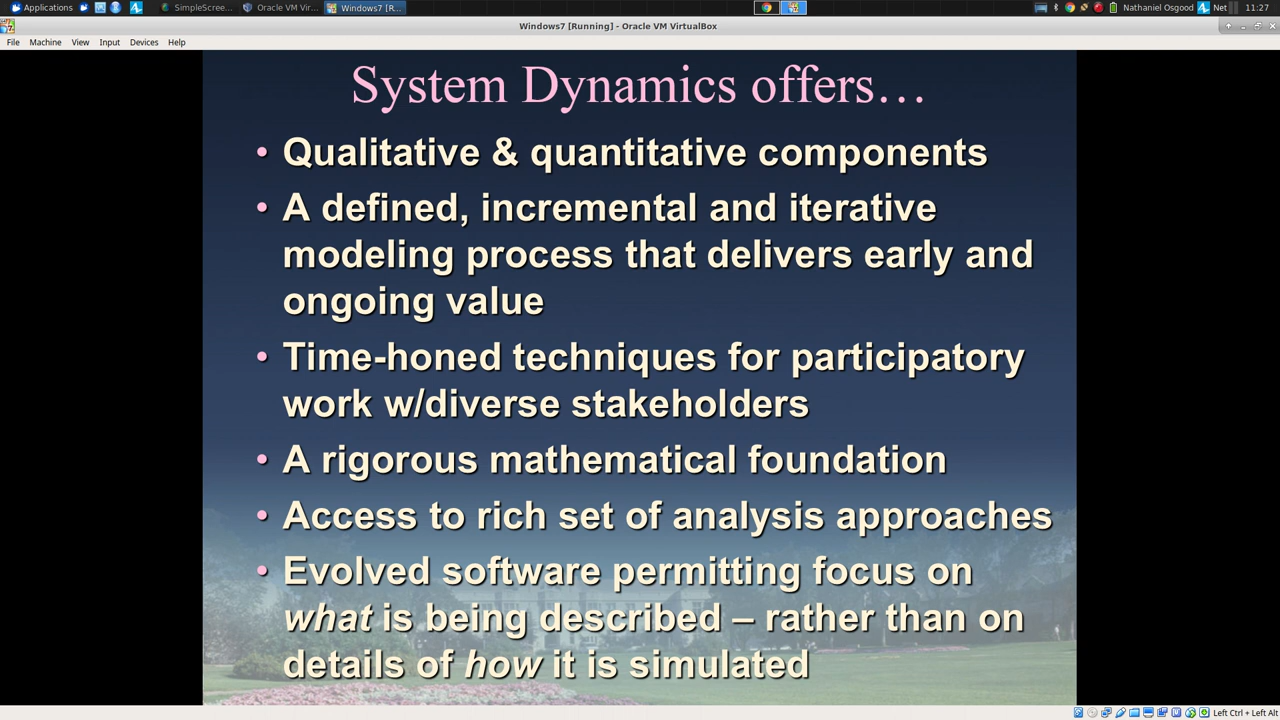 Applications
SimpleScree...
Oracle VM Vir...
Windows7 [R...
Nathaniel Osgood
Net
11:27
Windows7 [Running] - Oracle VM VirtualBox
File Machine View Input Devices Help
System Dynamics offers…
• Qualitative & quantitative components
• A defined, incremental and iterative
modeling process that delivers early and
ongoing value
• Time-honed techniques for participatory
work w/diverse stakeholders
• A rigorous mathematical foundation
• Access to rich set of analysis approaches
• Evolved software permitting focus on
what is being described – rather than on
details of how it is simulated
Left Ctrl + Left Alt